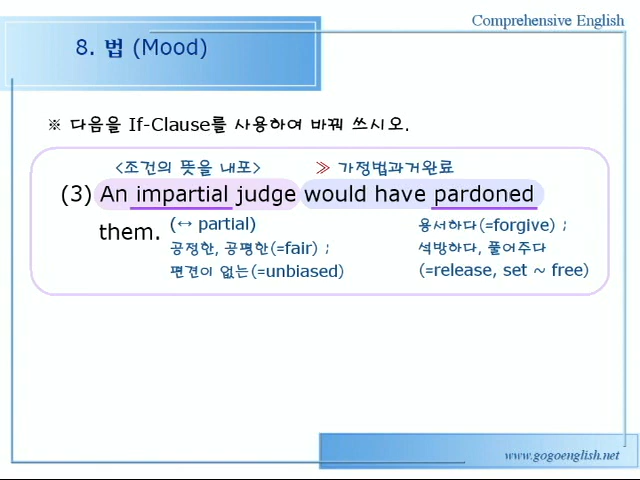 Comprehensive English
8. 법 (Mood)
※ 다음을 If-Clause를 사용하여 바꿔 쓰시오.
<조건의 뜻을 내포> ≫ 가정법과거완료
(3) An impartial judge would have pardoned
them.
(↔ partial)
공정한, 공평한(=fair) ;
편견이 없는(=unbiased)
용서하다(=forgive) ;
석방하다, 풀어주다
(=release, set ~ free)
www.gogoenglish.net